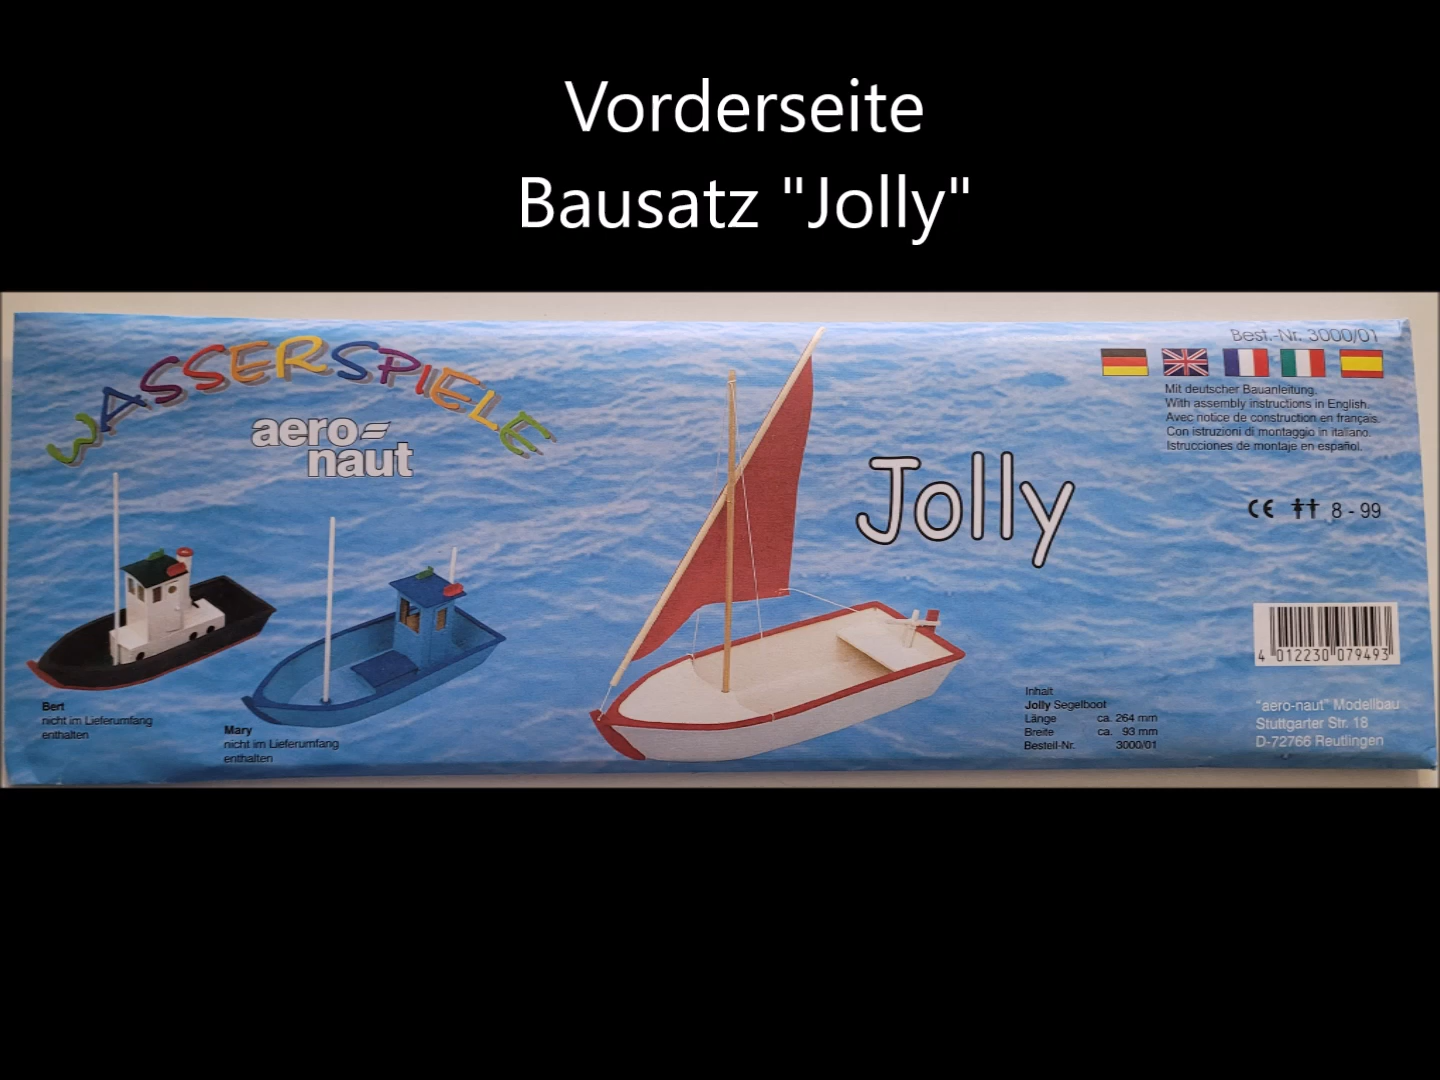 Vorderseite
Bausatz "Jolly"
WASSERSPIELE
aero-
naut
Jolly
Best.-Nr. 3000/01
Mit deutscher Bauanleitung.
With assembly instructions in English.
Avec notice de construction en français.
Con istruzioni di montaggio in italiano.
Istrucciones de montaje en español.
CE 8 - 99
4 012230 079493
Bert
nicht im Lieferumfang
enthalten
Mary
nicht im Lieferumfang
enthalten
Inhalt
Jolly Segelboot
Länge ca. 264 mm
Breite ca. 93 mm
Bestell-Nr. 3000/01
"aero-naut" Modellbau
Stuttgarter Str. 18
D-72766 Reutlingen